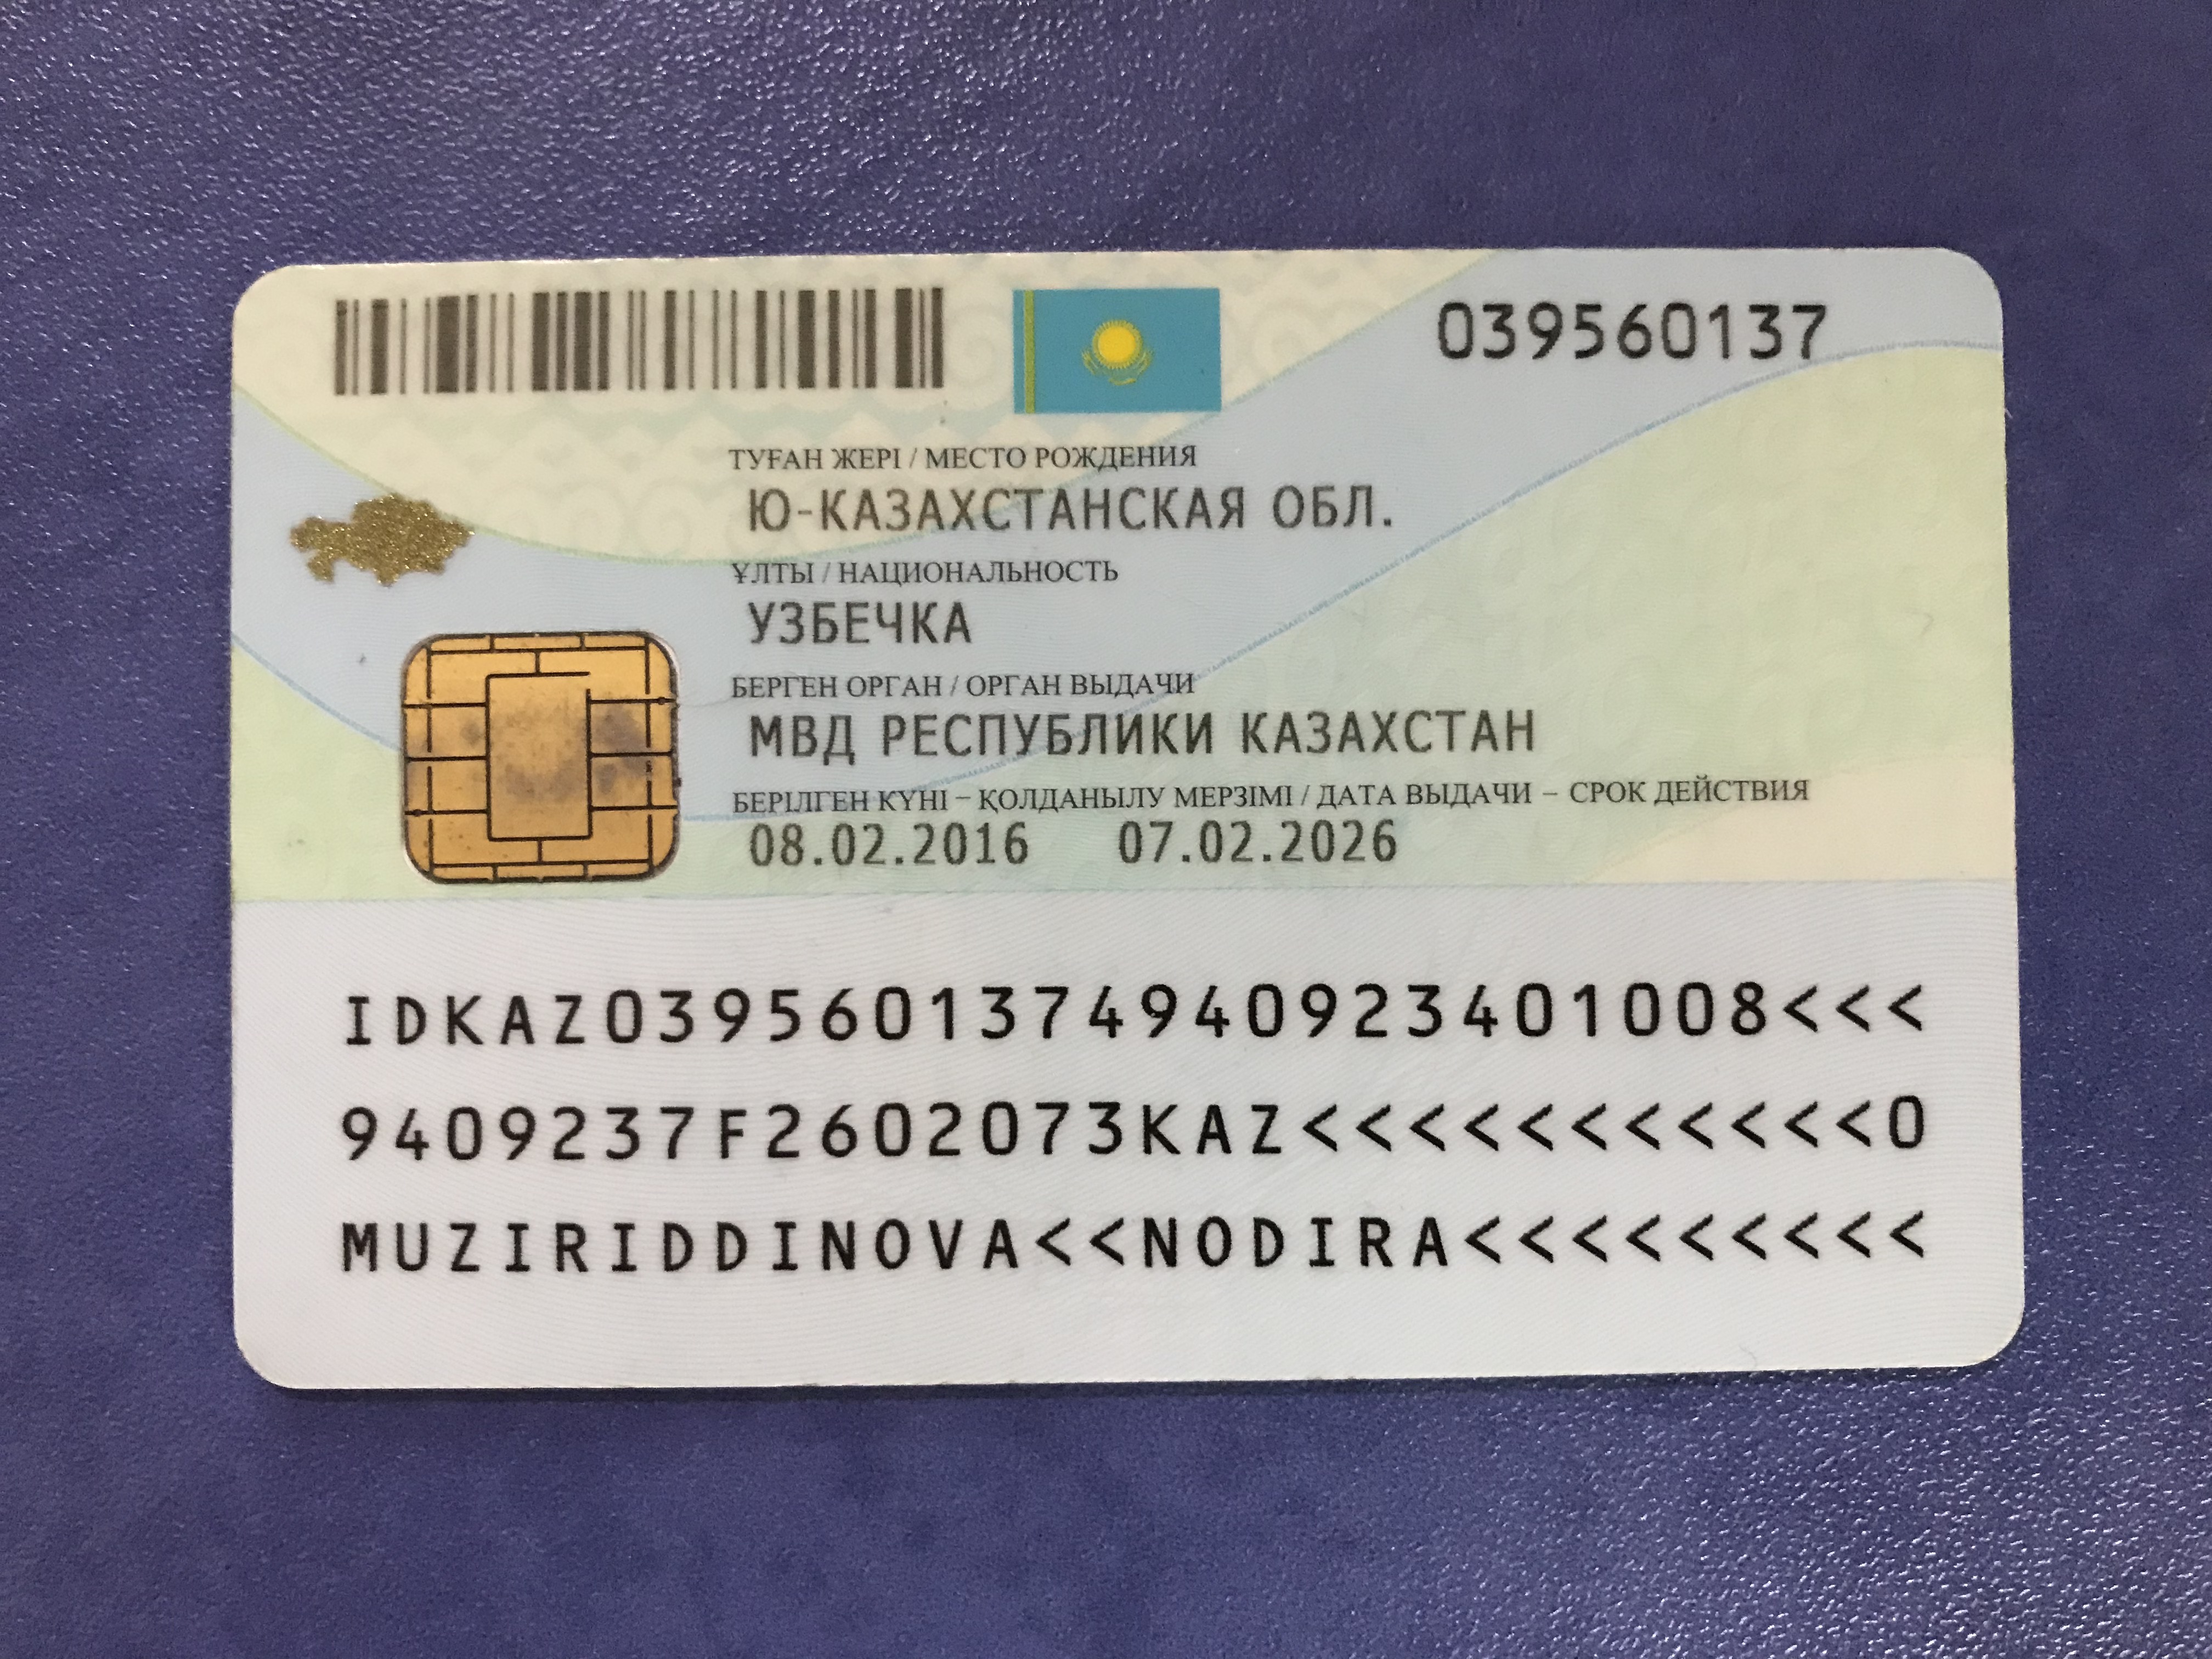 039560137
ТУҒАН ЖЕРІ / МЕСТО РОЖДЕНИЯ
Ю-КАЗАХСТАНСКАЯ ОБЛ.
ҰЛТЫ / НАЦИОНАЛЬНОСТЬ
УЗБЕЧКА
БЕРГЕН ОРГАН / ОРГАН ВЫДАЧИ
МВД РЕСПУБЛИКИ КАЗАХСТАН
БЕРІЛГЕН КҮНІ – ҚОЛДАНЫЛУ МЕРЗІМІ / ДАТА ВЫДАЧИ – СРОК ДЕЙСТВИЯ
08.02.2016 07.02.2026
IDKAZ0395601374940923401008<<<
9409237F2602073KAZ<<<<<<<<<<<0
MUZIRIDDINOVA<<NODIRA<<<<<<<<<